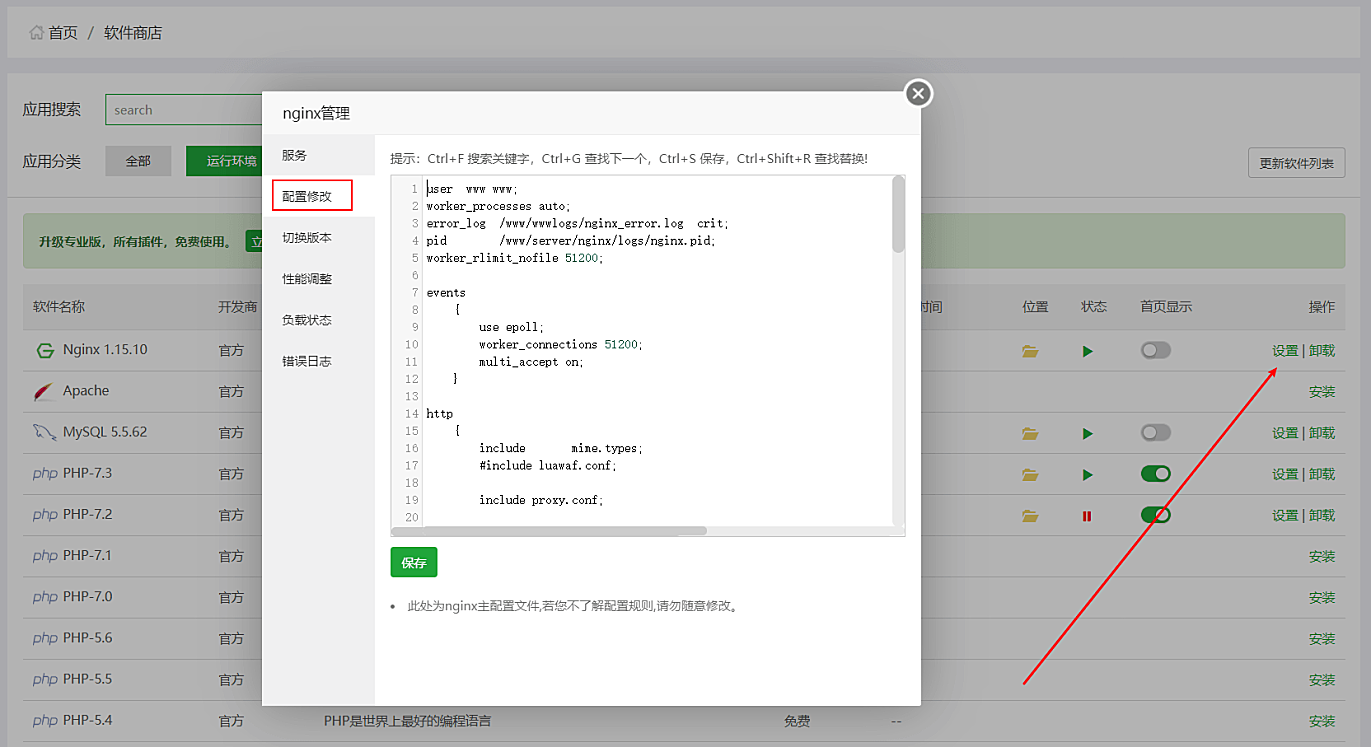 首页 / 软件商店
应用搜索 search
应用分类 全部 运行环境 更新软件列表
升级专业版，所有插件，免费使用。 立
nginx管理
服务
配置修改
切换版本
性能调整
负载状态
错误日志
提示：Ctrl+F 搜索关键字，Ctrl+G 查找下一个，Ctrl+S 保存，Ctrl+Shift+R 查找替换!
1 user  www www;
2 worker_processes auto;
3 error_log  /www/wwwlogs/nginx_error.log  crit;
4 pid        /www/server/nginx/logs/nginx.pid;
5 worker_rlimit_nofile 51200;
6
7 events
8     {
9         use epoll;
10         worker_connections 51200;
11         multi_accept on;
12     }
13
14 http
15     {
16         include       mime.types;
17         #include luawaf.conf;
18
19         include proxy.conf;
20
保存
• 此处为nginx主配置文件,若您不了解配置规则,请勿随意修改。
软件名称 开发商 时间 位置 状态 首页显示 操作
Nginx 1.15.10 官方 设置 | 卸载
Apache 官方 安装
MySQL 5.5.62 官方 设置 | 卸载
php PHP-7.3 官方 设置 | 卸载
php PHP-7.2 官方 设置 | 卸载
php PHP-7.1 官方 安装
php PHP-7.0 官方 安装
php PHP-5.6 官方 安装
php PHP-5.5 官方 安装
php PHP-5.4 官方 PHP是世界上最好的编程语言 免费 -- 安装